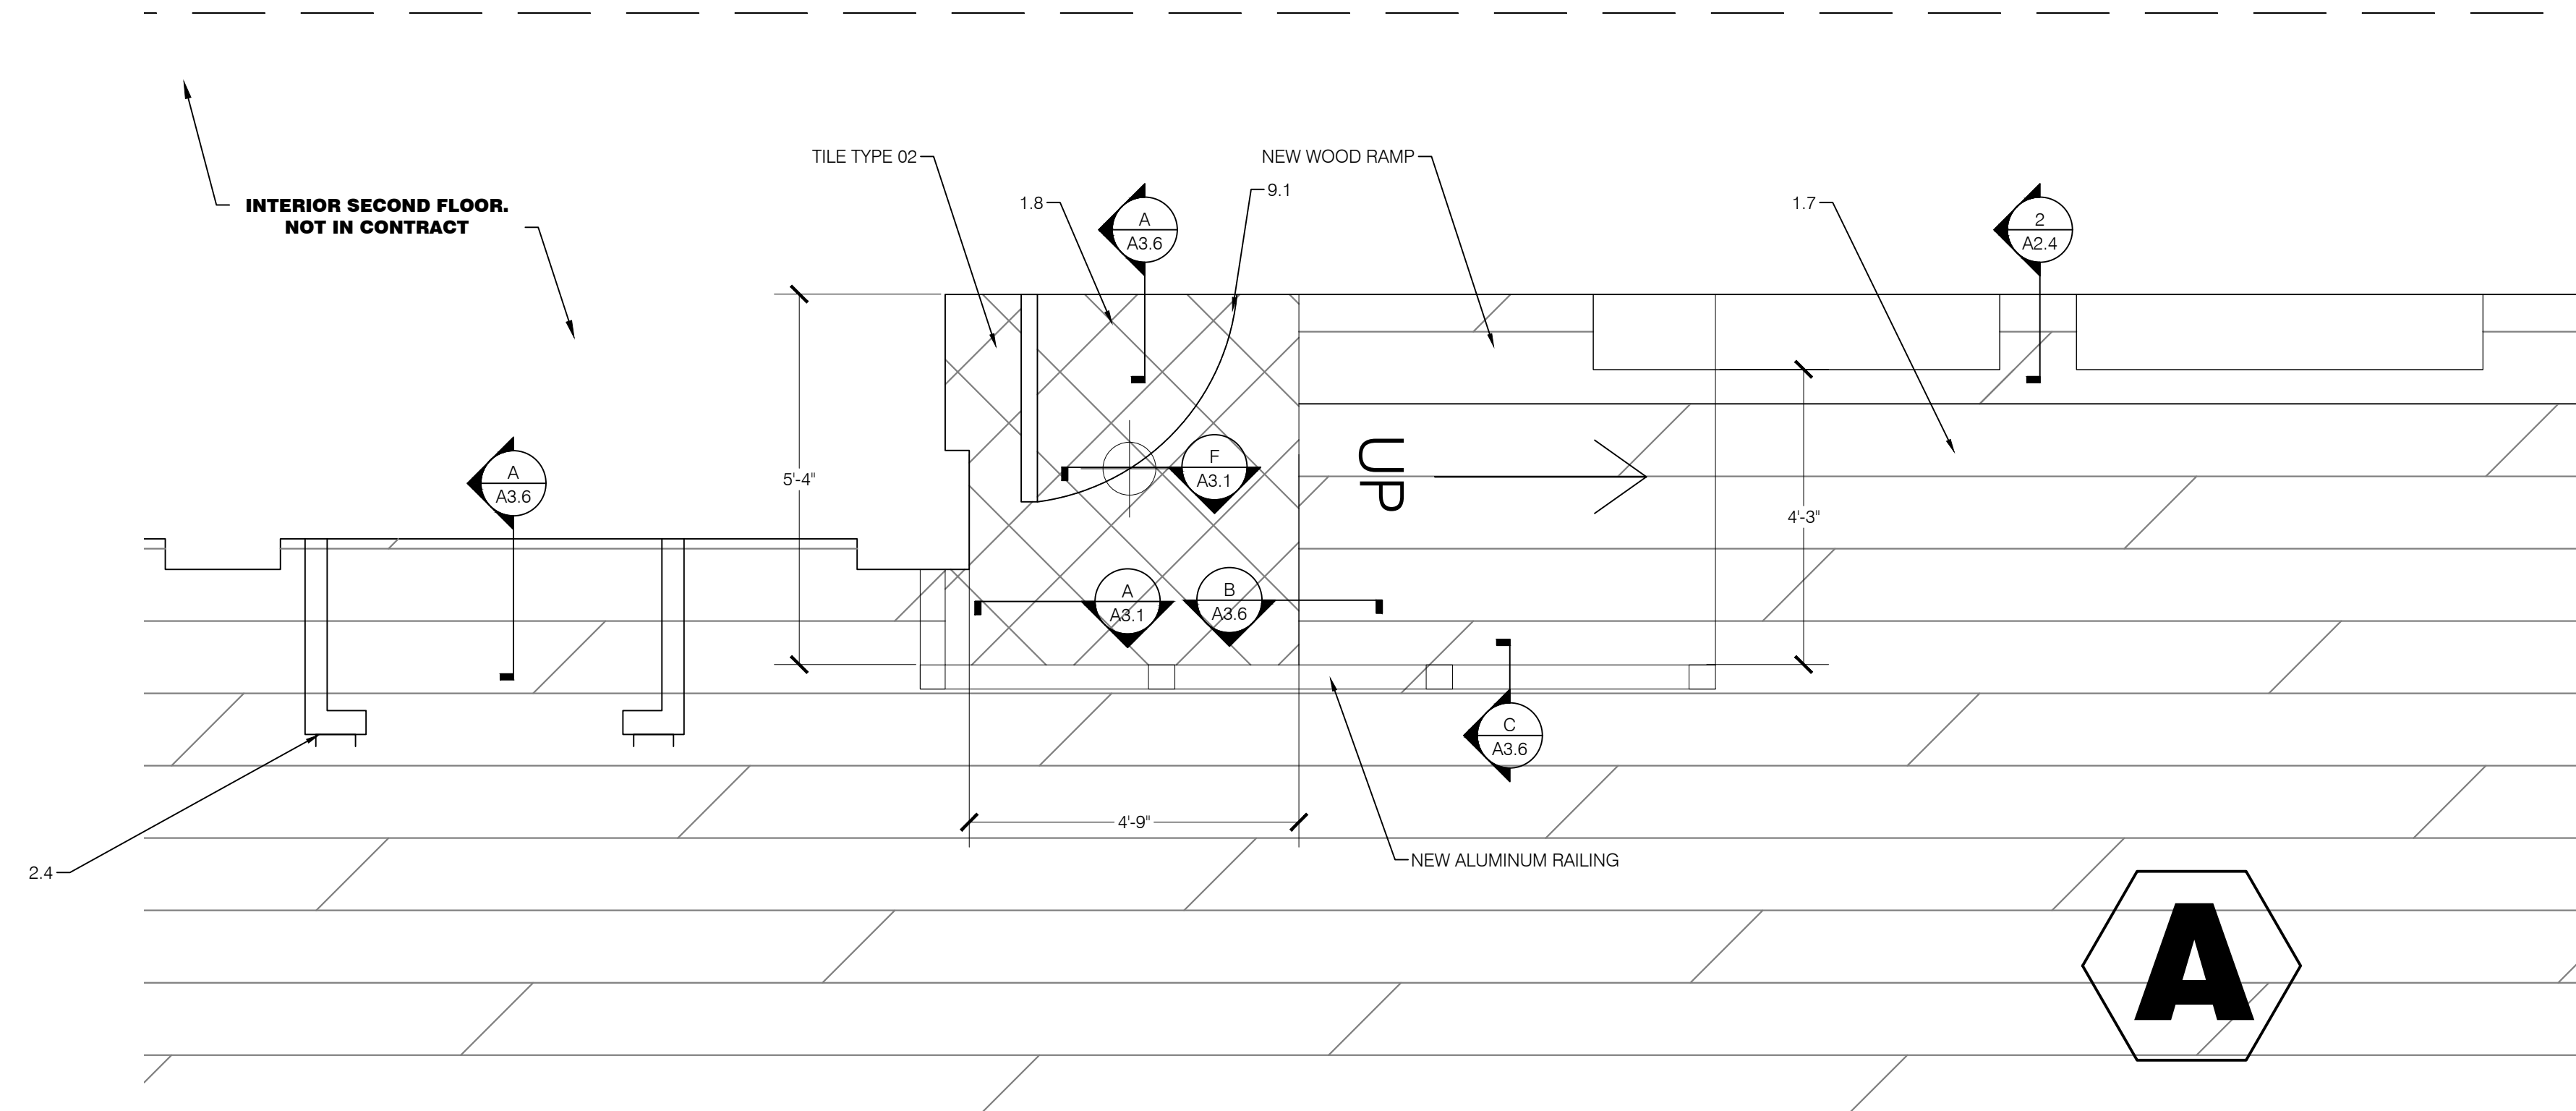 TILE TYPE 02
NEW WOOD RAMP
9.1
1.8
1.7
INTERIOR SECOND FLOOR.
NOT IN CONTRACT
A
A3.6
2
A2.4
A
A3.6
5'-4"
F
A3.1
UP
4'-3"
A
A3.1
B
A3.6
C
A3.6
4'-9"
NEW ALUMINUM RAILING
2.4
A